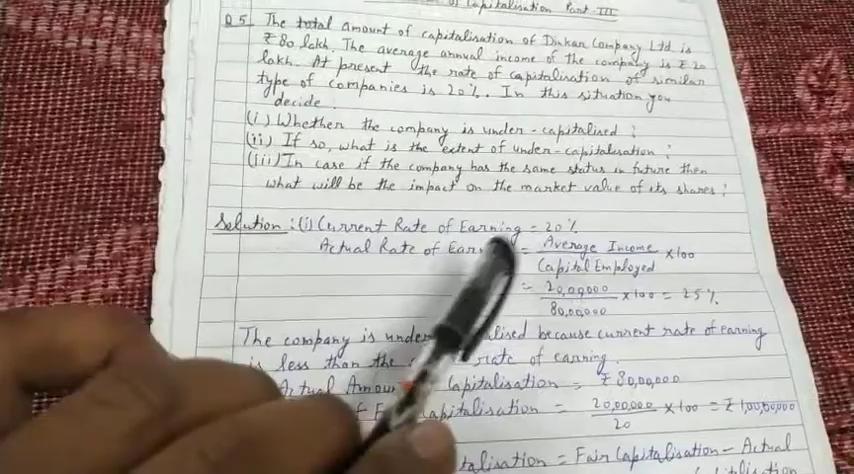 of Capitalisation Part-III
Q5. The total amount of capitalisation of Dinkar Company Ltd. is
₹80 lakh. The average annual income of the company is ₹20
lakh. At present the rate of capitalisation of similar
type of companies is 20%. In this situation you
decide.
(i) Whether the company is under-capitalised;
(ii) If so, what is the extent of under-capitalisation;
(iii) In case if the company has the same status in future then
what will be the impact on the market value of its shares;
Solution: (i) Current Rate of Earning = 20%
Actual Rate of Ear = Average Income x100
Capital Employed
= 20,00,000 x100 = 25%
80,00,000
The company is under lised because current rate of earning
is less than the rate of earning.
Actual Amou Capitalisation = ₹80,00,000
Capitalisation = 20,00,000 x100 = ₹1,00,00,000
20
talisation = Fair Capitalisation - Actual